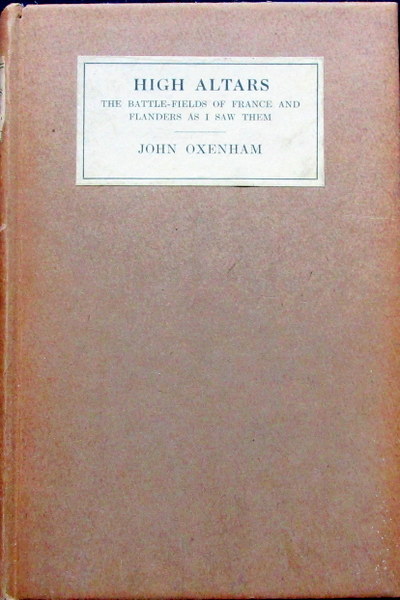 HIGH ALTARS
THE BATTLE-FIELDS OF FRANCE AND
FLANDERS AS I SAW THEM
JOHN OXENHAM